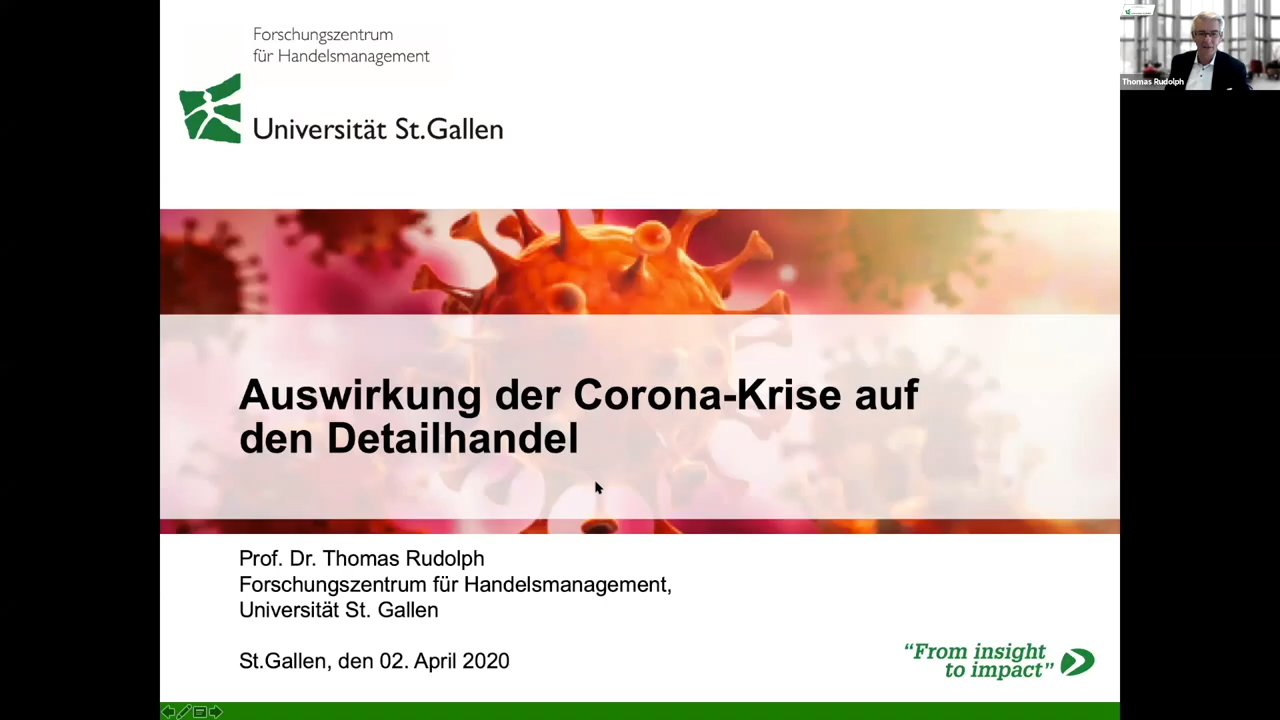 Forschungszentrum
für Handelsmanagement
Universität St.Gallen
Thomas Rudolph
Auswirkung der Corona-Krise auf
den Detailhandel
Prof. Dr. Thomas Rudolph
Forschungszentrum für Handelsmanagement,
Universität St. Gallen
St.Gallen, den 02. April 2020
“From insight
to impact”